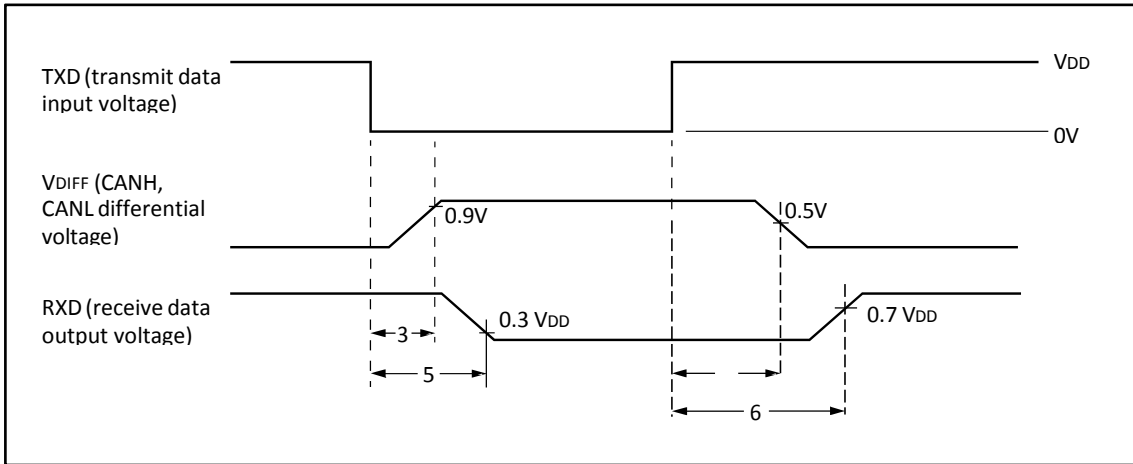 TXD (transmit data
input voltage)
VDD
0V
VDIFF (CANH,
CANL differential
voltage)
0.9V
0.5V
RXD (receive data
output voltage)
0.3 VDD
0.7 VDD
3
5
6